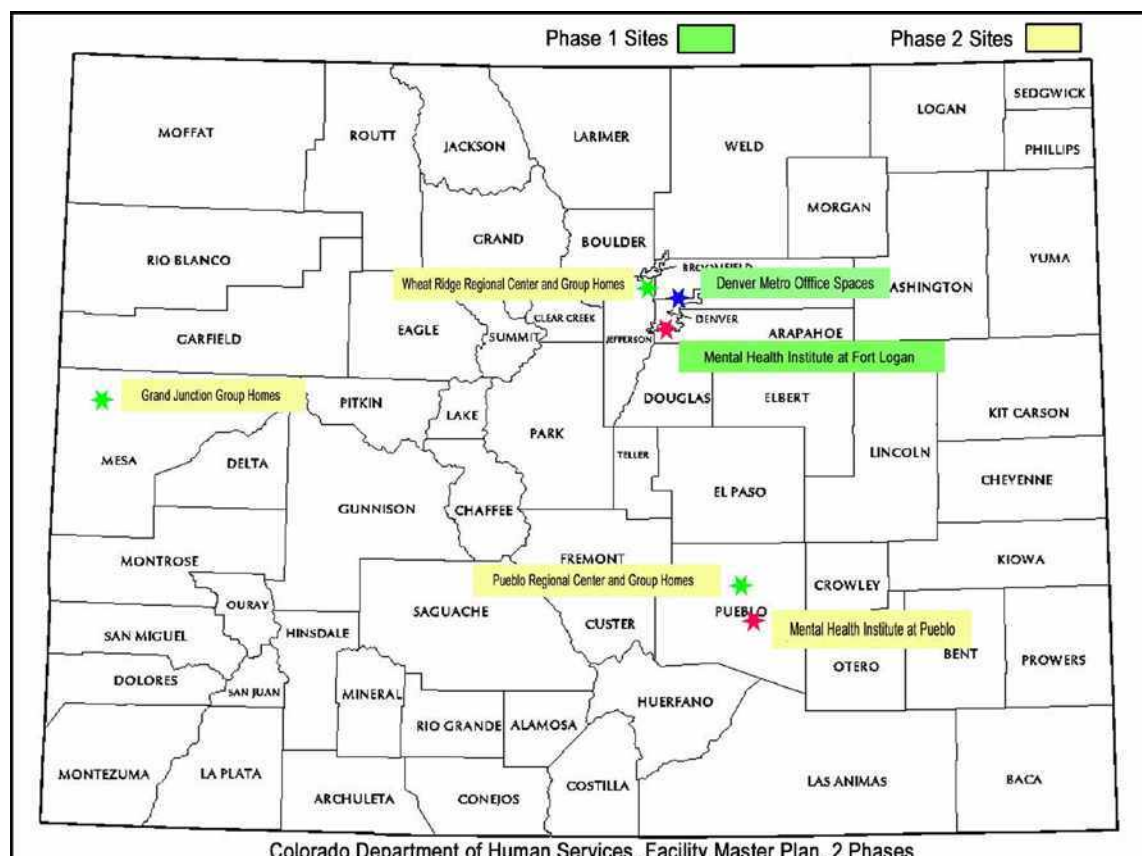 Phase 1 Sites
Phase 2 Sites
SEDGWICK
LOGAN
MOFFAT
ROUTT
JACKSON
LARIMER
WELD
PHILLIPS
MORGAN
GRAND
BOULDER
RIO BLANCO
YUMA
BROOMFIELD
Wheat Ridge Regional Center and Group Homes
Denver Metro Offfice Spaces
ASHINGTON
CLEAR CREEK
DENVER
EAGLE
SUMMIT
JEFFERSON
ARAPAHOE
GARFIELD
Mental Health Institute at Fort Logan
Grand Junction Group Homes
PITKIN
LAKE
DOUGLAS
ELBERT
KIT CARSON
PARK
MESA
DELTA
TELLER
LINCOLN
CHEYENNE
EL PASO
GUNNISON
CHAFFEE
MONTROSE
FREMONT
KIOWA
Pueblo Regional Center and Group Homes
CROWLEY
OURAY
SAGUACHE
PUEBLO
CUSTER
Mental Health Institute at Pueblo
SAN MIGUEL
HINSDALE
BENT
PROWERS
OTERO
DOLORES
SAN JUAN
MINERAL
HUERFANO
RIO GRANDE
ALAMOSA
MONTEZUMA
LA PLATA
COSTILLA
LAS ANIMAS
BACA
ARCHULETA
CONEJOS
Colorado Department of Human Services, Facility Master Plan, 2 Phases